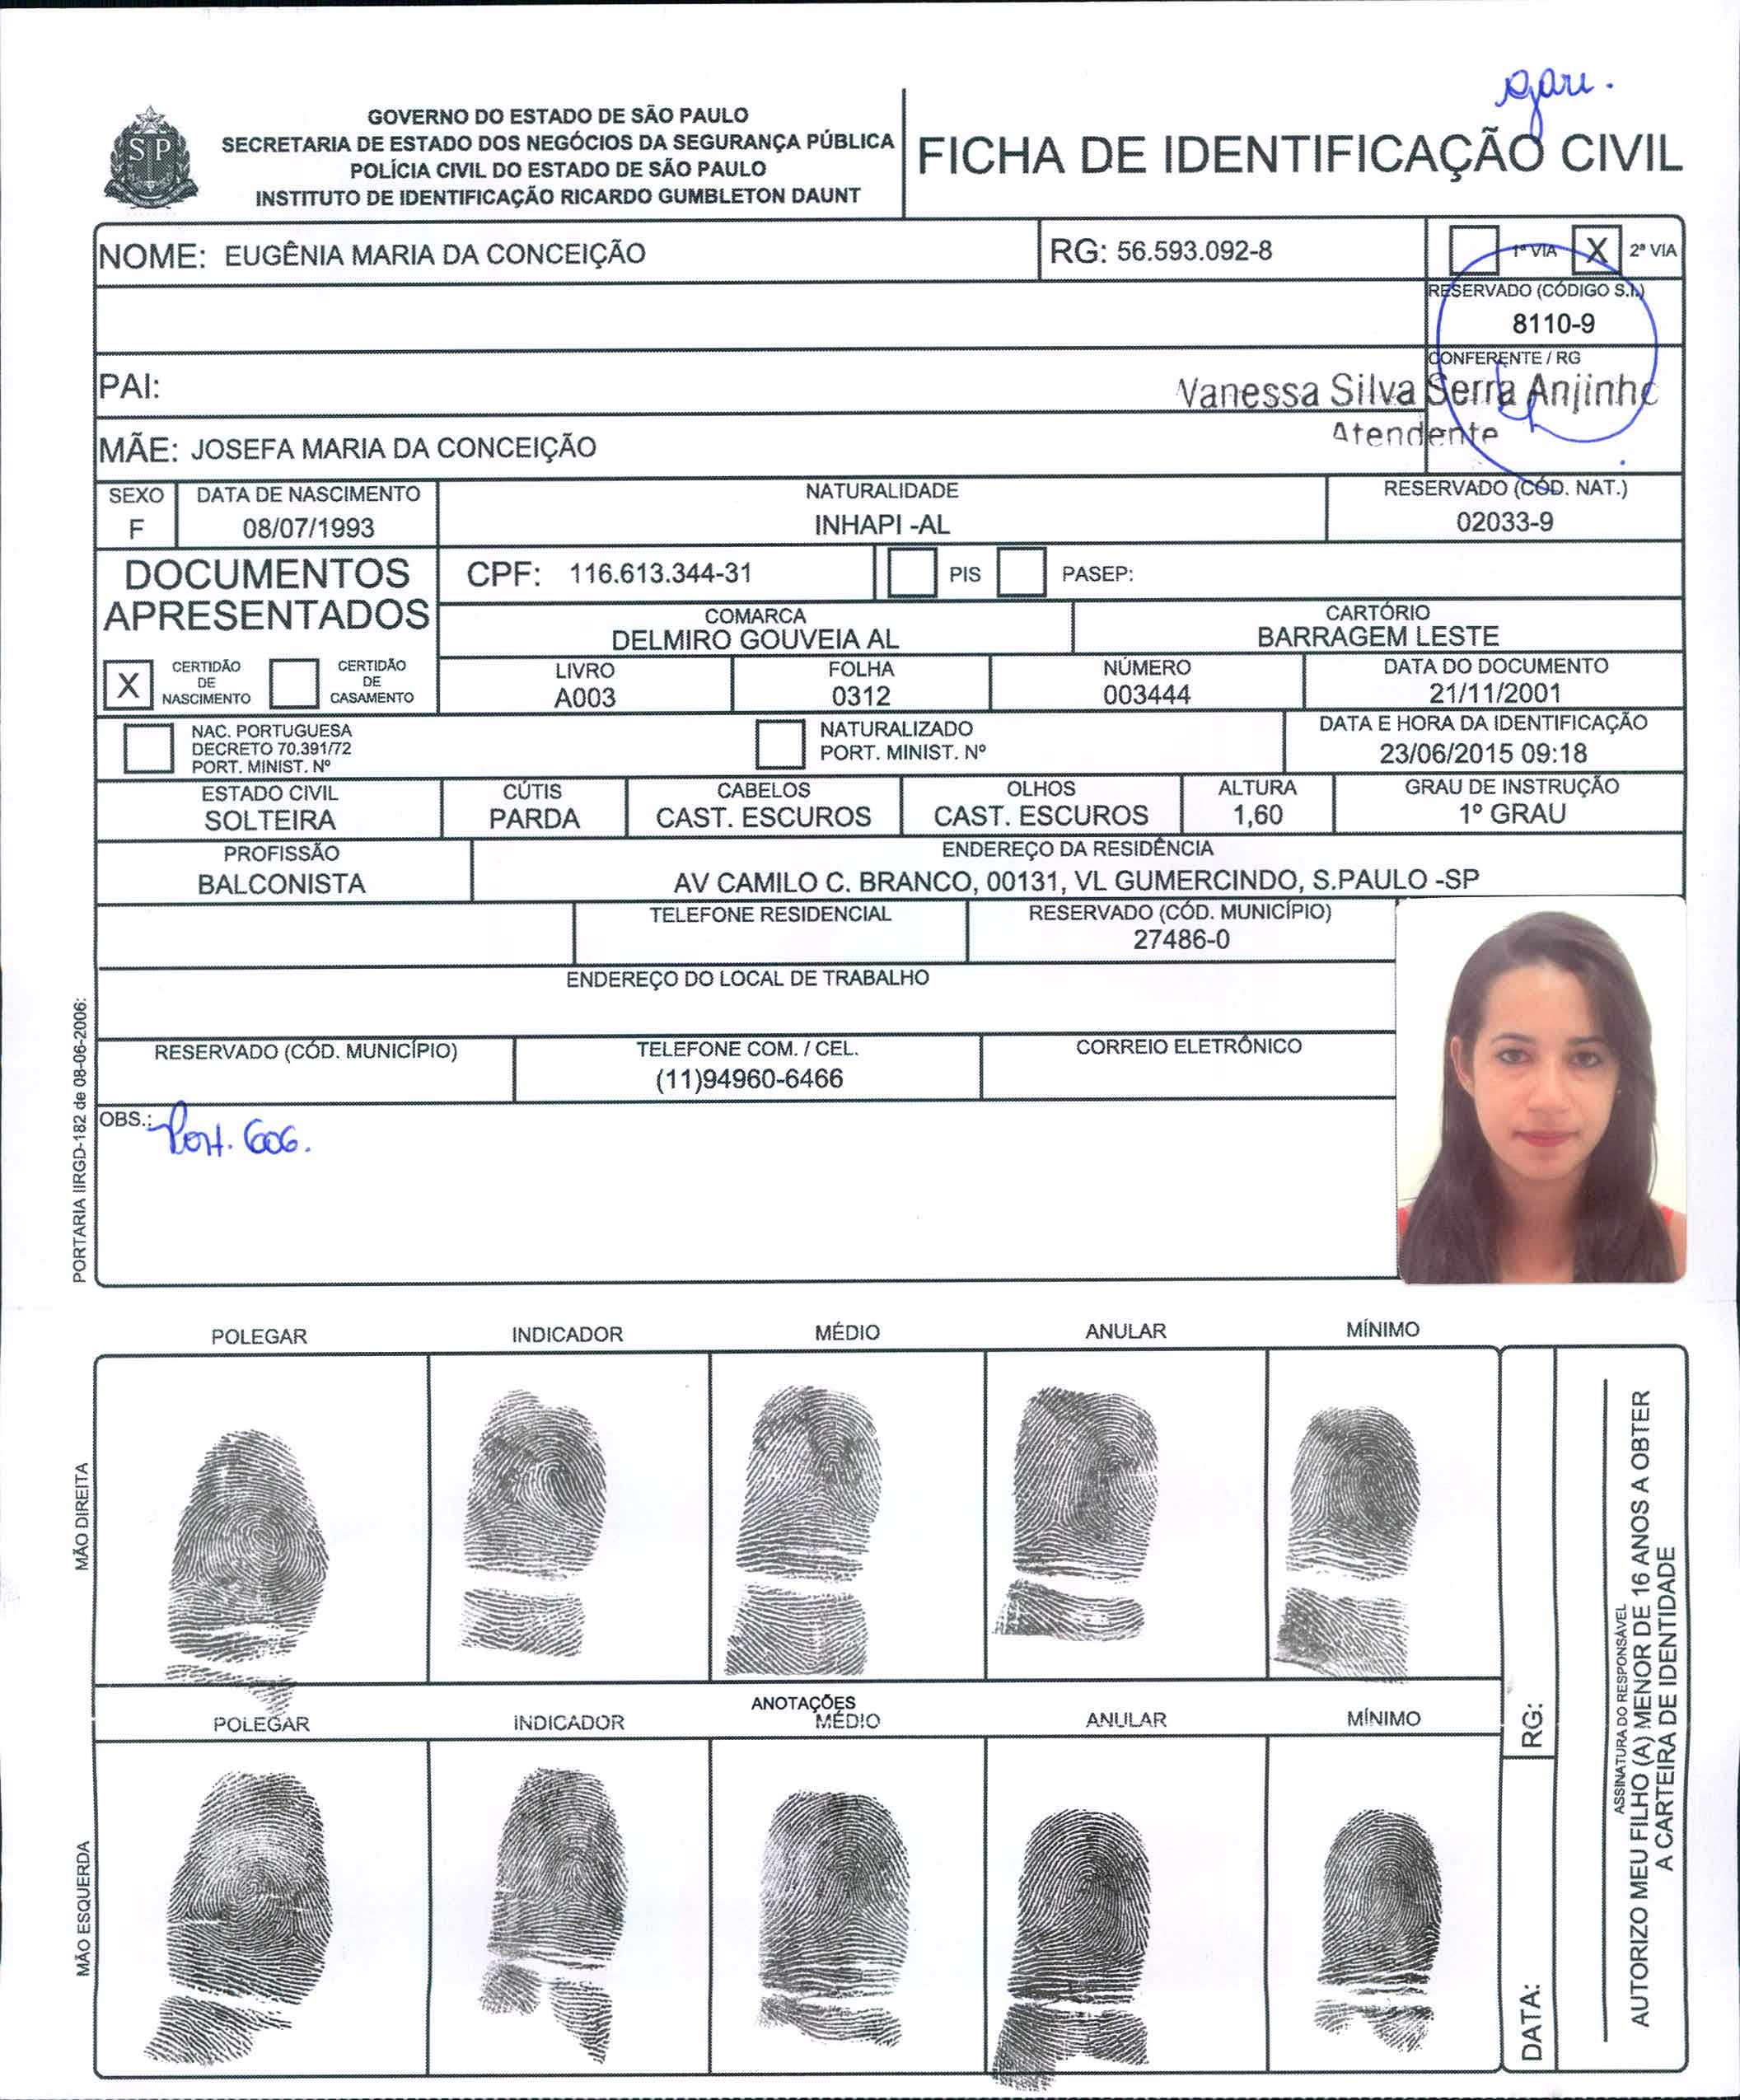 GOVERNO DO ESTADO DE SÃO PAULO
SECRETARIA DE ESTADO DOS NEGÓCIOS DA SEGURANÇA PÚBLICA
POLÍCIA CIVIL DO ESTADO DE SÃO PAULO
INSTITUTO DE IDENTIFICAÇÃO RICARDO GUMBLETON DAUNT
SP
FICHA DE IDENTIFICAÇÃO CIVIL
NOME: EUGÊNIA MARIA DA CONCEIÇÃO
RG: 56.593.092-8
1ª VIA X 2ª VIA
RESERVADO (CÓDIGO S.I.)
8110-9
PAI:
CONFERENTE / RG
Vanessa Silva Serra Anjinho
Atendente
MÃE: JOSEFA MARIA DA CONCEIÇÃO
SEXO
F
DATA DE NASCIMENTO
08/07/1993
NATURALIDADE
INHAPI -AL
RESERVADO (CÓD. NAT.)
02033-9
DOCUMENTOS
APRESENTADOS
CPF: 116.613.344-31
PIS
PASEP:
COMARCA
DELMIRO GOUVEIA AL
CARTÓRIO
BARRAGEM LESTE
X
CERTIDÃO
DE
NASCIMENTO
CERTIDÃO
DE
CASAMENTO
LIVRO
A003
FOLHA
0312
NÚMERO
003444
DATA DO DOCUMENTO
21/11/2001
NAC. PORTUGUESA
DECRETO 70.391/72
PORT. MINIST. Nº
NATURALIZADO
PORT. MINIST. Nº
DATA E HORA DA IDENTIFICAÇÃO
23/06/2015 09:18
ESTADO CIVIL
SOLTEIRA
CÚTIS
PARDA
CABELOS
CAST. ESCUROS
OLHOS
CAST. ESCUROS
ALTURA
1,60
GRAU DE INSTRUÇÃO
1º GRAU
PROFISSÃO
BALCONISTA
ENDEREÇO DA RESIDÊNCIA
AV CAMILO C. BRANCO, 00131, VL GUMERCINDO, S.PAULO -SP
TELEFONE RESIDENCIAL
RESERVADO (CÓD. MUNICÍPIO)
27486-0
ENDEREÇO DO LOCAL DE TRABALHO
RESERVADO (CÓD. MUNICÍPIO)
TELEFONE COM. / CEL.
(11)94960-6466
CORREIO ELETRÔNICO
OBS.: Port. 606.
PORTARIA IIRGD-182 de 08-06-2006:
POLEGAR INDICADOR MÉDIO ANULAR MÍNIMO
MÃO DIREITA
ANOTAÇÕES
POLEGAR INDICADOR MÉDIO ANULAR MÍNIMO
MÃO ESQUERDA
RG:
DATA:
ASSINATURA DO RESPONSÁVEL
AUTORIZO MEU FILHO (A) MENOR DE 16 ANOS A OBTER
A CARTEIRA DE IDENTIDADE